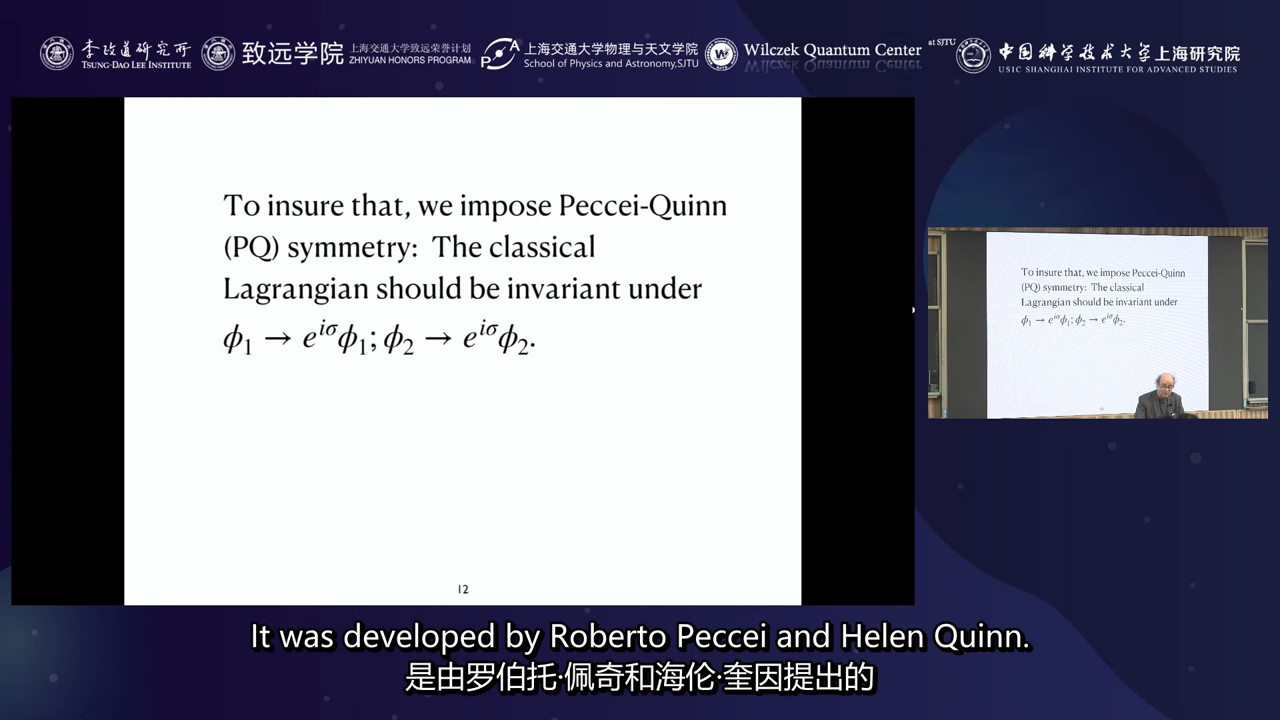 李政道研究所
TSUNG-DAO LEE INSTITUTE
致远学院
上海交通大学致远荣誉计划
ZHIYUAN HONORS PROGRAM
PA
上海交通大学物理与天文学院
School of Physics and Astronomy,SJTU
W
Wilczek Quantum Center
at SJTU
中国科学技术大学上海研究院
USTC SHANGHAI INSTITUTE FOR ADVANCED STUDIES
To insure that, we impose Peccei-Quinn
(PQ) symmetry: The classical
Lagrangian should be invariant under
ϕ₁ → e^{iσ}ϕ₁; ϕ₂ → e^{iσ}ϕ₂.
12
To insure that, we impose Peccei-Quinn
(PQ) symmetry: The classical
Lagrangian should be invariant under
ϕ₁ → e^{iσ}ϕ₁; ϕ₂ → e^{iσ}ϕ₂.
It was developed by Roberto Peccei and Helen Quinn.
是由罗伯托·佩奇和海伦·奎因提出的